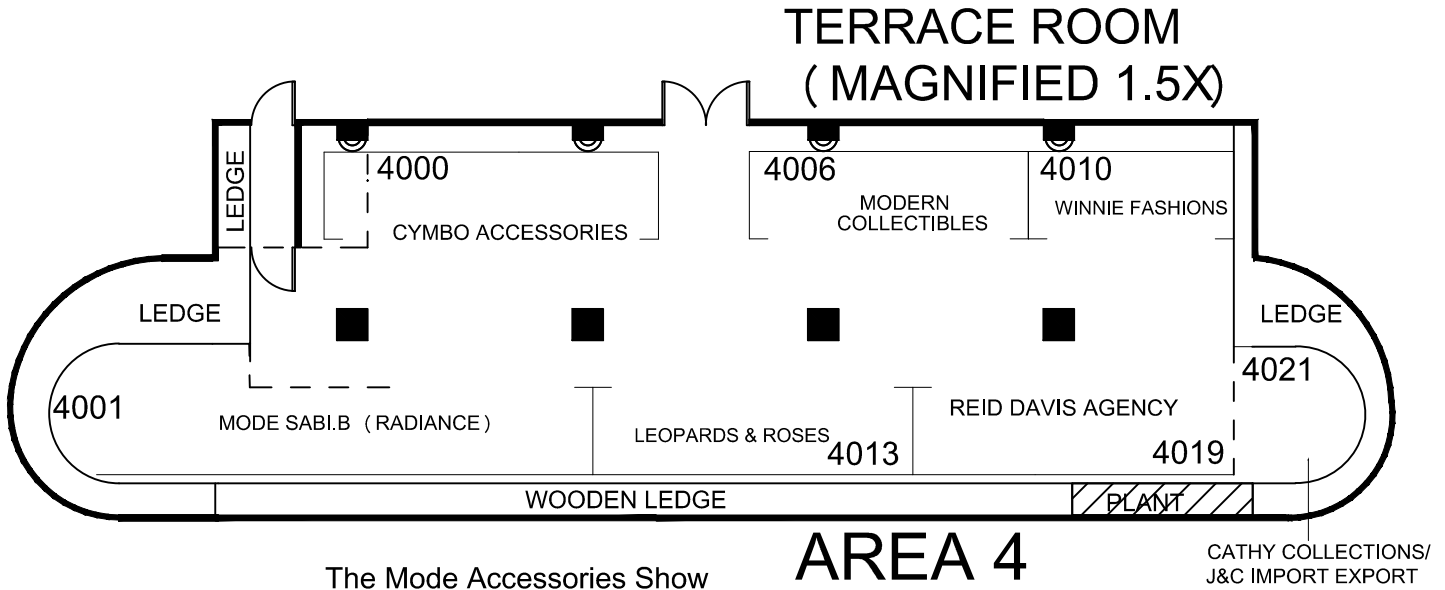 TERRACE ROOM
( MAGNIFIED 1.5X)
LEDGE
4000
CYMBO ACCESSORIES
4006
MODERN
COLLECTIBLES
4010
WINNIE FASHIONS
LEDGE
LEDGE
4001
MODE SABI.B ( RADIANCE )
LEOPARDS & ROSES
4013
REID DAVIS AGENCY
4019
4021
WOODEN LEDGE
PLANT
CATHY COLLECTIONS/
J&C IMPORT EXPORT
AREA 4
The Mode Accessories Show